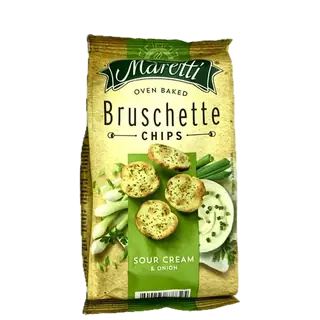 Maretti
OVEN BAKED
Bruschette
CHIPS
SOUR CREAM
& ONION